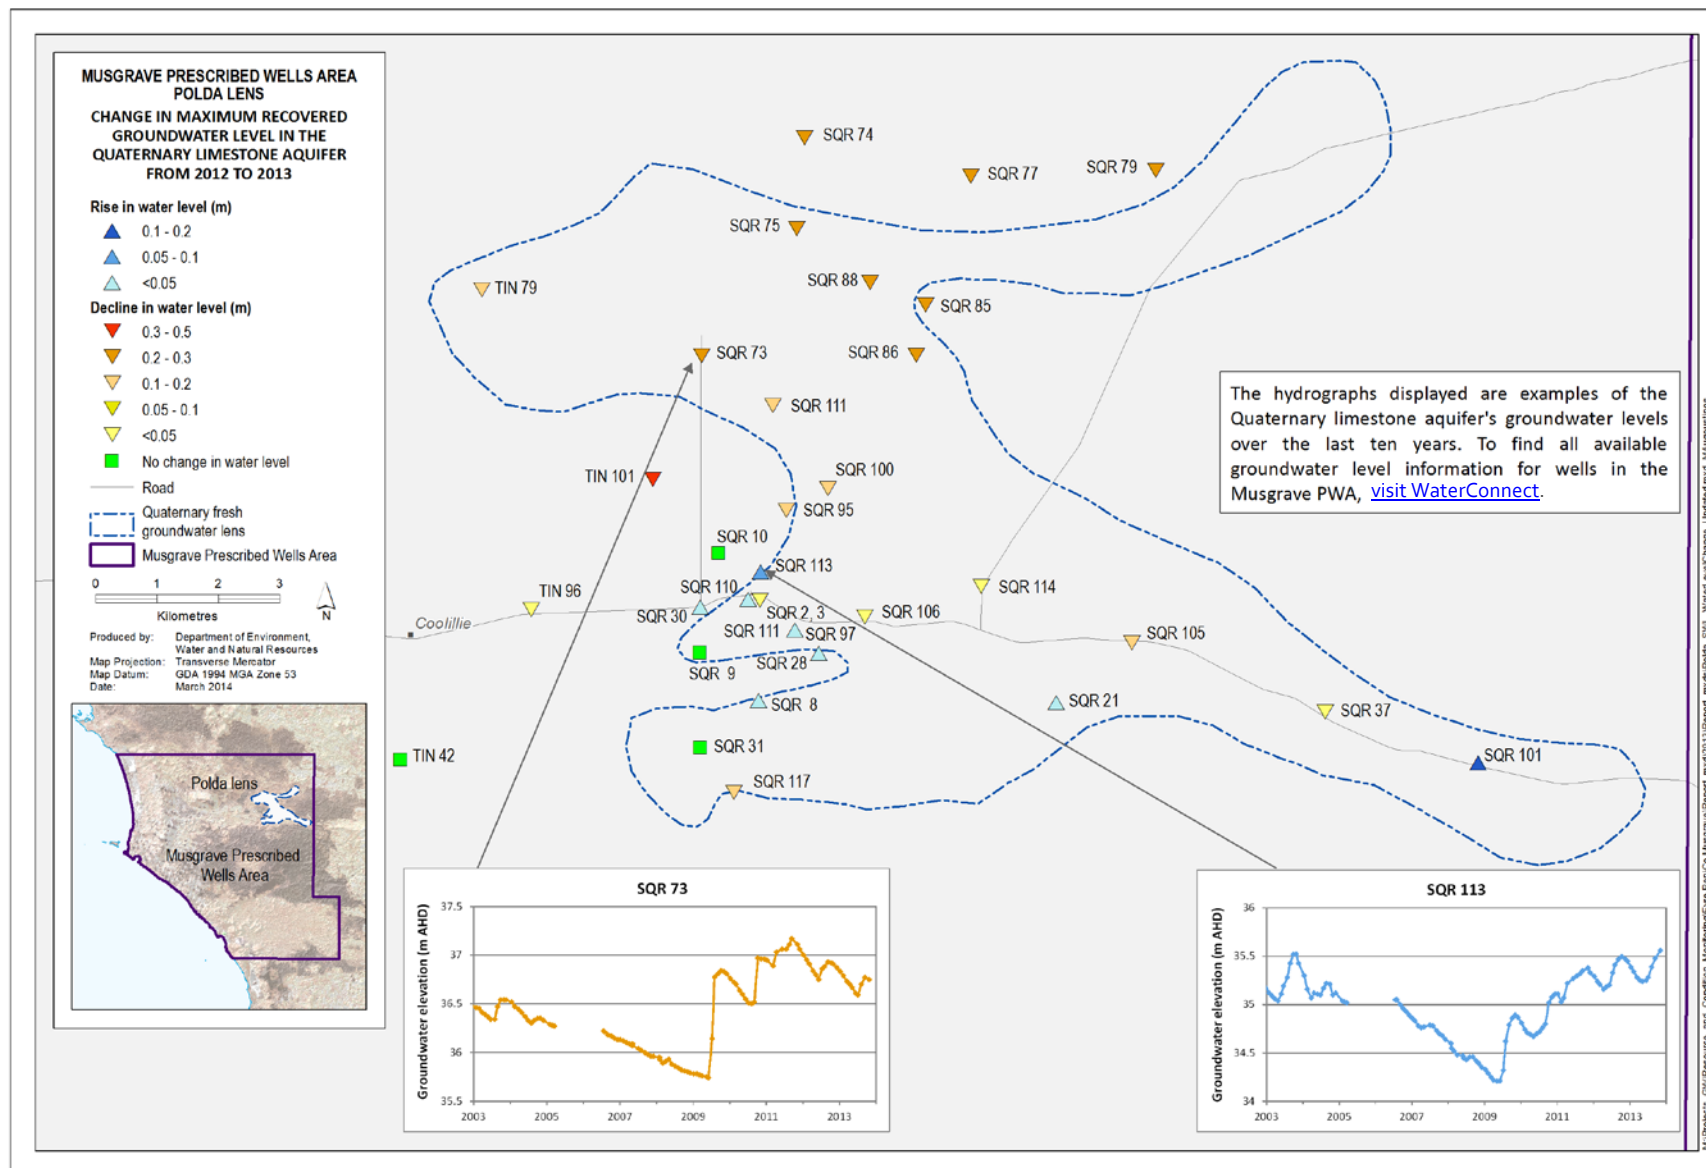 MUSGRAVE PRESCRIBED WELLS AREA
POLDA LENS
CHANGE IN MAXIMUM RECOVERED
GROUNDWATER LEVEL IN THE
QUATERNARY LIMESTONE AQUIFER
FROM 2012 TO 2013
Rise in water level (m)
0.1 - 0.2
0.05 - 0.1
<0.05
Decline in water level (m)
0.3 - 0.5
0.2 - 0.3
0.1 - 0.2
0.05 - 0.1
<0.05
No change in water level
Road
Quaternary fresh
groundwater lens
Musgrave Prescribed Wells Area
0 1 2 3
Kilometres
N
Produced by: Department of Environment,
Water and Natural Resources
Map Projection: Transverse Mercator
Map Datum: GDA 1994 MGA Zone 53
Date: March 2014
Polda lens
Musgrave Prescribed
Wells Area
SQR 74
SQR 77
SQR 79
SQR 75
SQR 88
TIN 79
SQR 85
SQR 73
SQR 86
SQR 111
TIN 101
SQR 100
SQR 95
SQR 10
SQR 113
TIN 96
SQR 110
SQR 114
SQR 30
SQR 2, 3
SQR 106
Coolillie
SQR 111
SQR 97
SQR 105
SQR 9
SQR 28
SQR 8
SQR 21
SQR 37
TIN 42
SQR 31
SQR 101
SQR 117
The hydrographs displayed are examples of the
Quaternary limestone aquifer's groundwater levels
over the last ten years. To find all available
groundwater level information for wells in the
Musgrave PWA, visit WaterConnect.
SQR 73
Groundwater elevation (m AHD)
37.5
37
36.5
36
35.5
2003 2005 2007 2009 2011 2013
SQR 113
Groundwater elevation (m AHD)
36
35.5
35
34.5
34
2003 2005 2007 2009 2011 2013